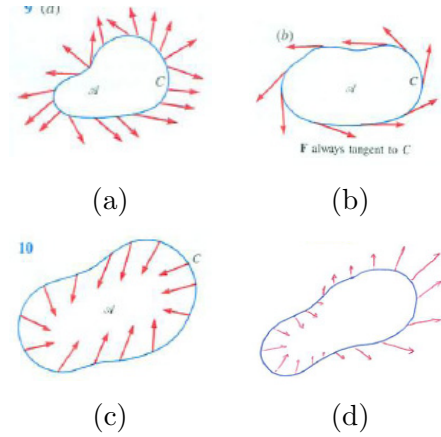 9 (a)
C
𝒜
(b)
C
𝒜
F always tangent to C
(a)
(b)
10
C
𝒜
(c)
(d)